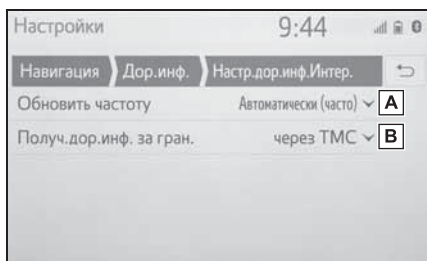 Настройки 9:44
Навигация Дор.инф. Настр.дор.инф.Интер.
Обновить частоту Автоматически (часто) A
Получ.дор.инф. за гран. через TMC B